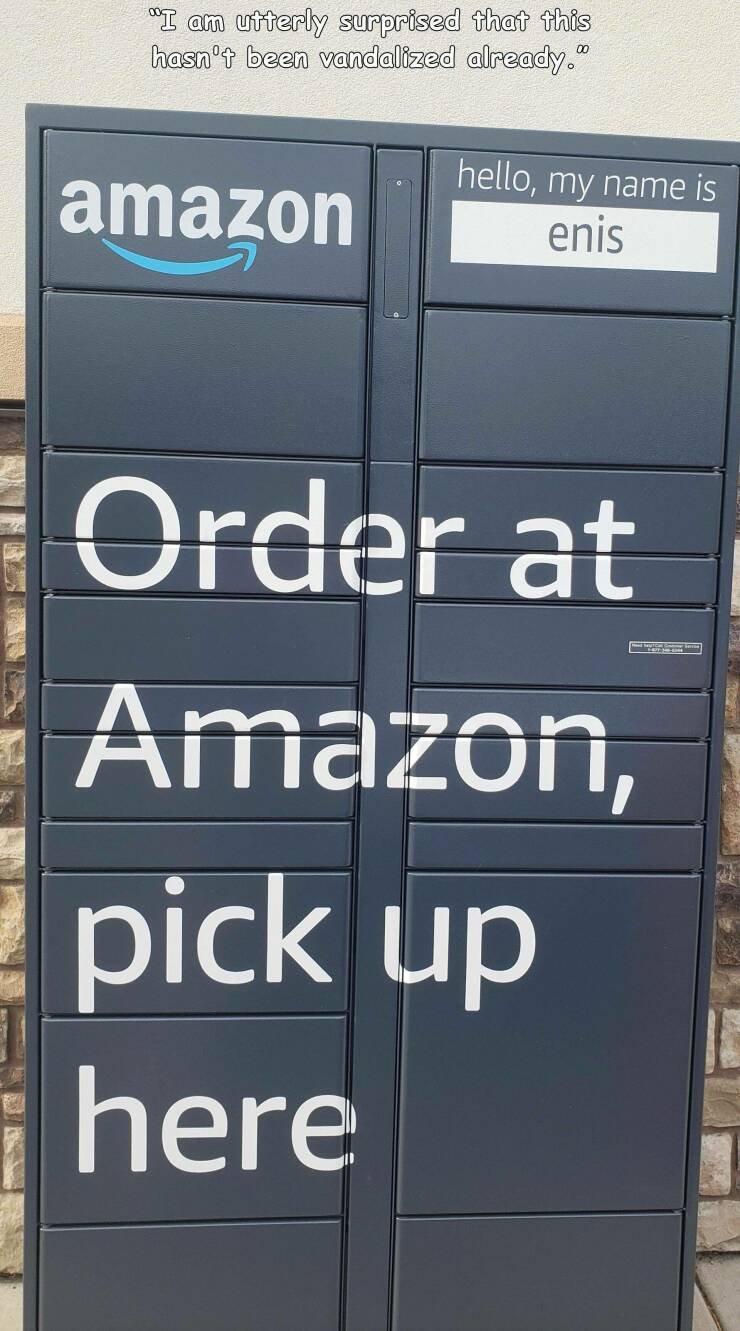 “I am utterly surprised that this
hasn't been vandalized already.”
amazon
hello, my name is
enis
Order at
Amazon,
pick up
here